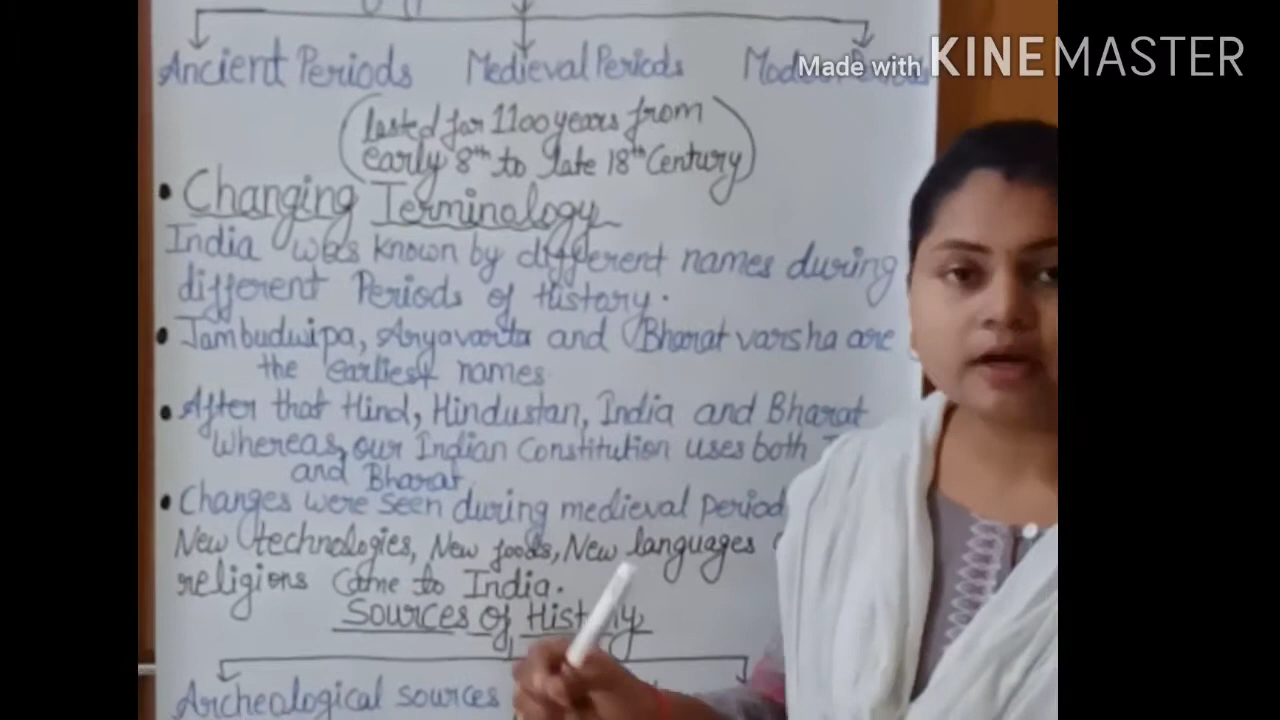 Ancient Periods Medieval Periods
Made with KINEMASTER
(lasted for 1100 years from
early 8th to late 18th Century)
• Changing Terminology
India was known by different names during
different Periods of History.
• Jambudwipa, Aryavarta and Bharat varsha are
the earliest names
• After that Hind, Hindustan, India and Bharat
whereas, our Indian Constitution uses both
and Bharat.
• Changes were seen during medieval period
New technologies, New foods, New languages
religions came to India.
Sources of History
Archeological sources